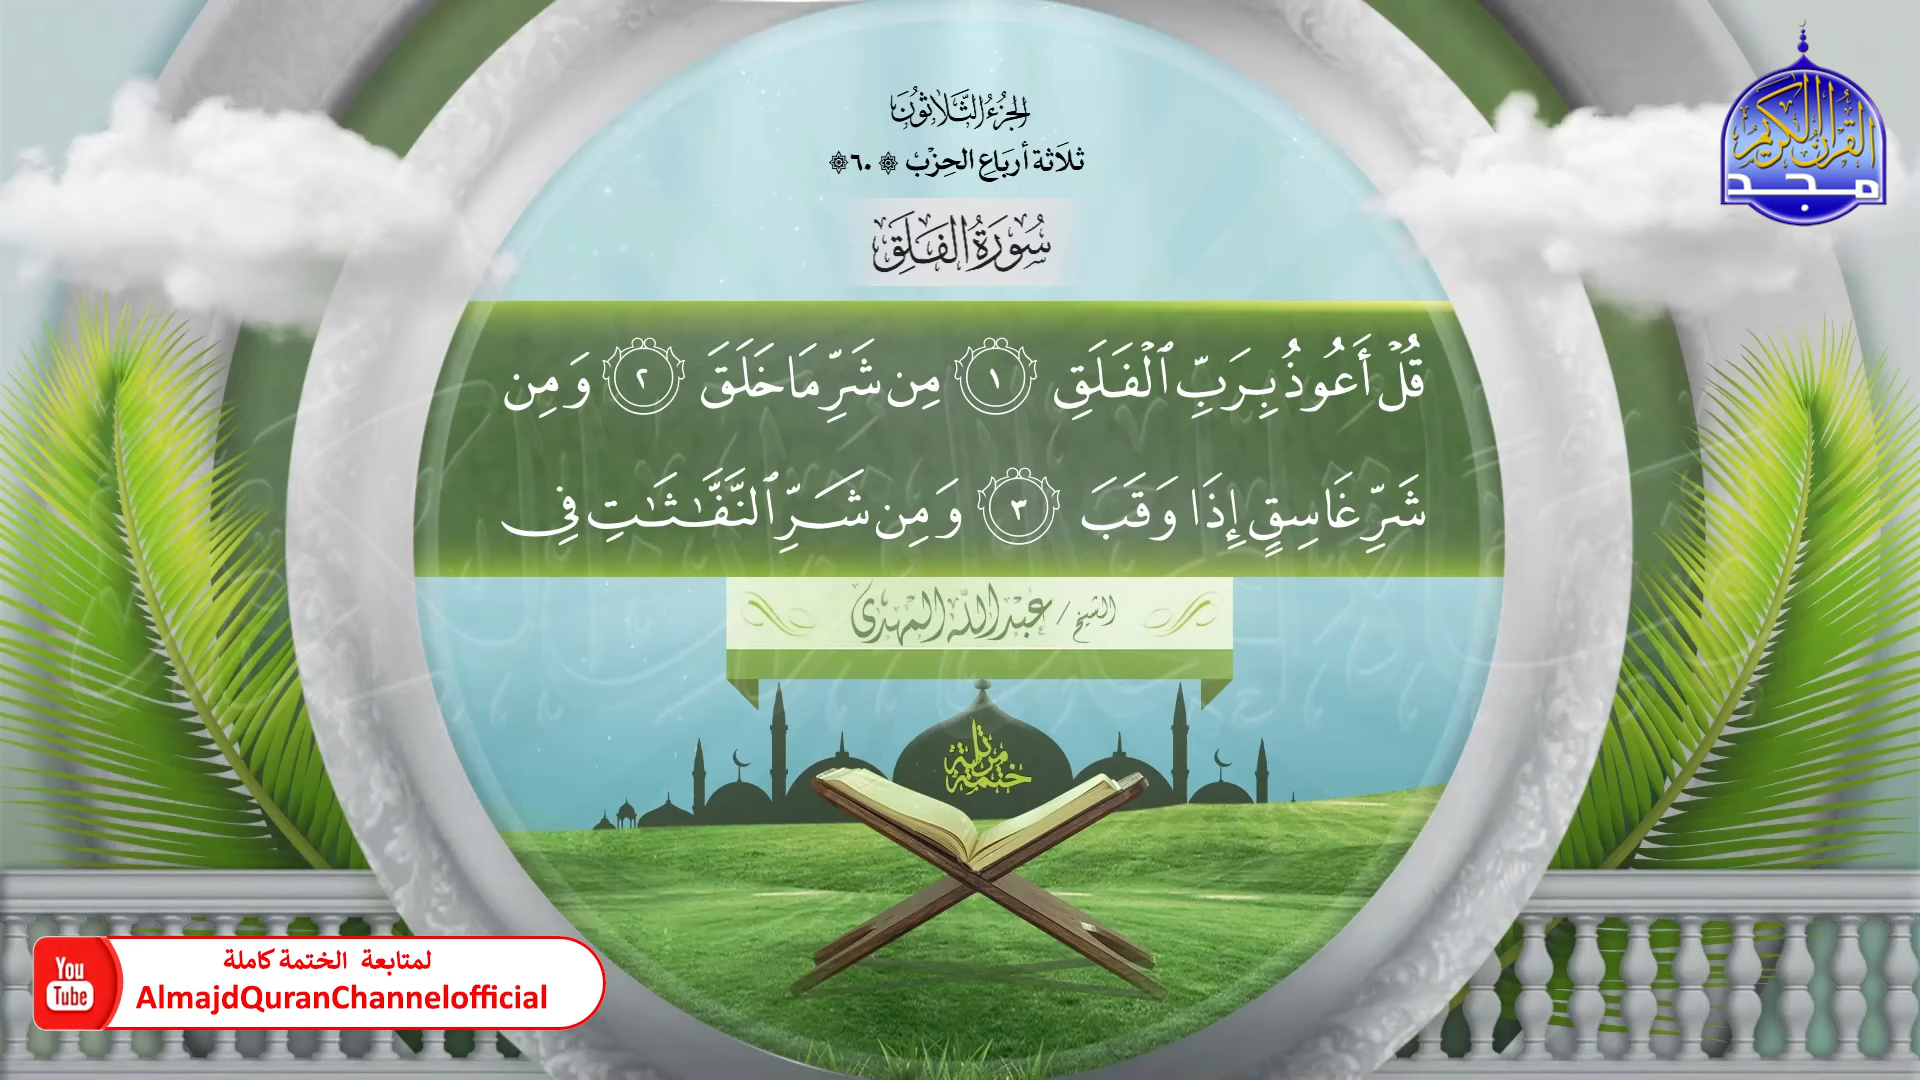 الجزء الثلاثون
ثلاثة أرباع الحِزْب ۞ ٦٠ ۞
القرآن الكريم
مجد
سُورَةُ الفَلَقِ
قُلۡ أَعُوذُ بِرَبِّ ٱلۡفَلَقِ ١ مِن شَرِّ مَا خَلَقَ ٢ وَمِن
شَرِّ غَاسِقٍ إِذَا وَقَبَ ٣ وَمِن شَرِّ ٱلنَّفَّٰثَٰتِ فِي
الشيخ / عبدالله المهدي
ختمة مرتلة
You
Tube
لمتابعة الختمة كاملة
AlmajdQuranChannelofficial